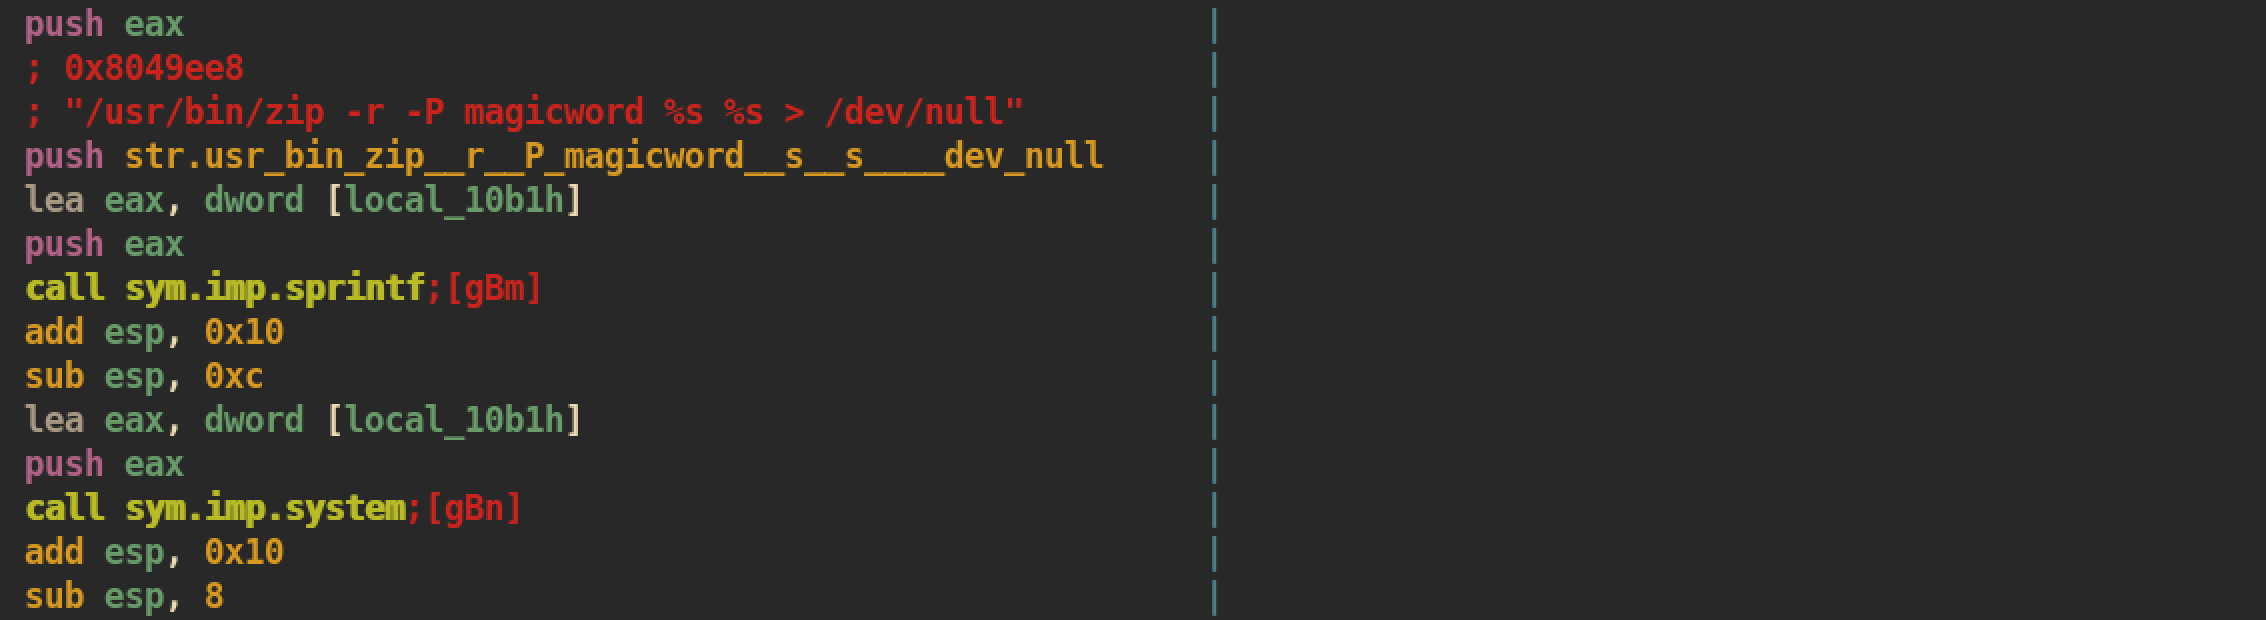 push eax
; 0x8049ee8
; "/usr/bin/zip -r -P magicword %s %s > /dev/null"
push str.usr_bin_zip__r__P_magicword__s__s____dev_null
lea eax, dword [local_10b1h]
push eax
call sym.imp.sprintf;[gBm]
add esp, 0x10
sub esp, 0xc
lea eax, dword [local_10b1h]
push eax
call sym.imp.system;[gBn]
add esp, 0x10
sub esp, 8